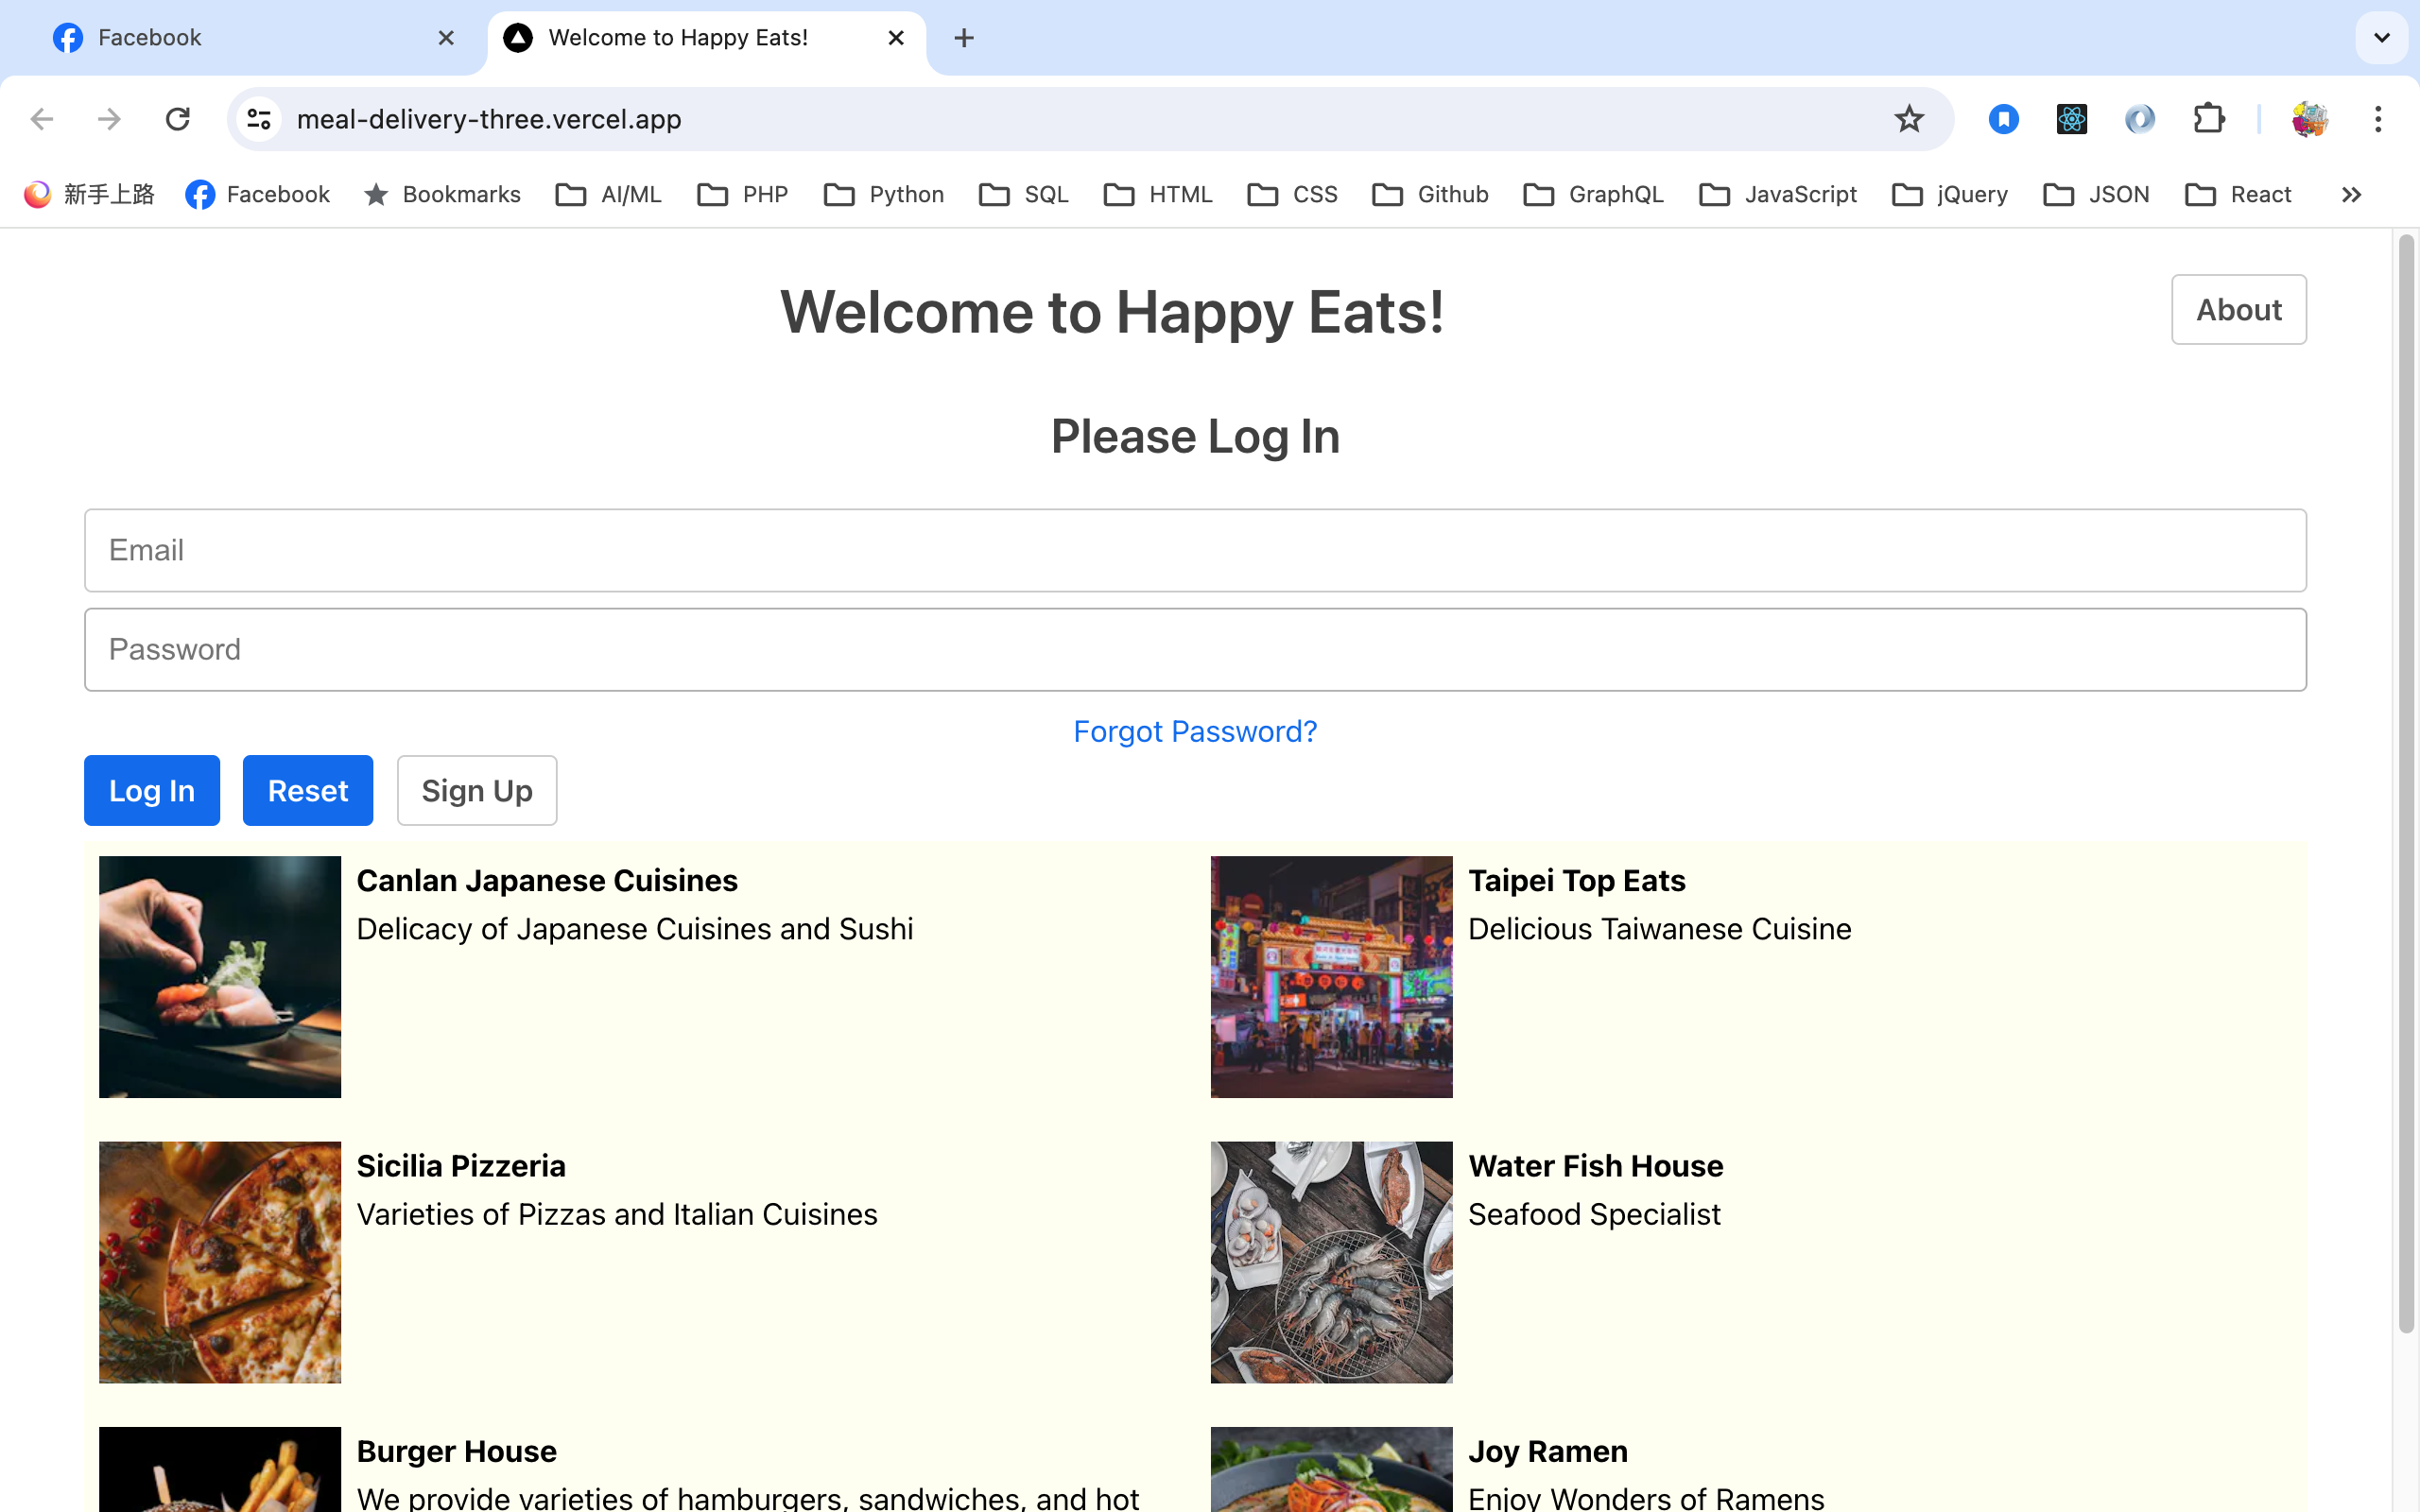 Facebook
Welcome to Happy Eats!
meal-delivery-three.vercel.app
新手上路 Facebook Bookmarks AI/ML PHP Python SQL HTML CSS Github GraphQL JavaScript jQuery JSON React
Welcome to Happy Eats!
About
Please Log In
Email
Password
Forgot Password?
Log In Reset Sign Up
Canlan Japanese Cuisines
Delicacy of Japanese Cuisines and Sushi
Taipei Top Eats
Delicious Taiwanese Cuisine
Sicilia Pizzeria
Varieties of Pizzas and Italian Cuisines
Water Fish House
Seafood Specialist
Burger House
We provide varieties of hamburgers, sandwiches, and hot
Joy Ramen
Enjoy Wonders of Ramens